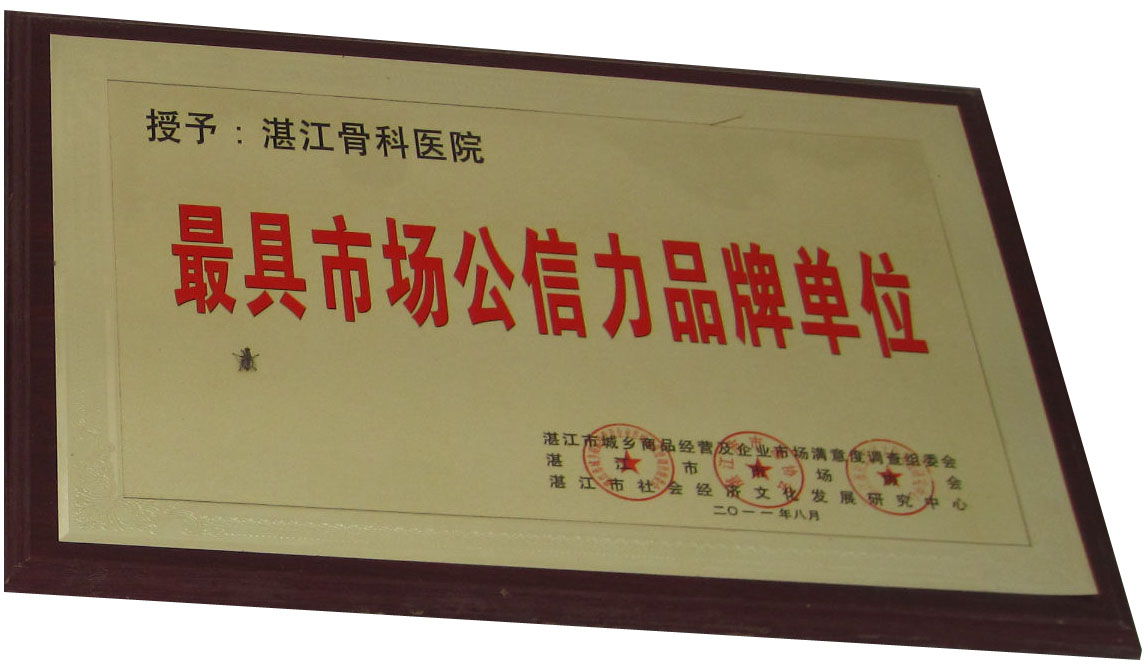 授予：湛江骨科医院
最具市场公信力品牌单位
湛江市城乡商品经营及企业市场满意度调查组委会
湛江市市场协会
湛江市社会经济文化发展研究中心
二〇一一年八月